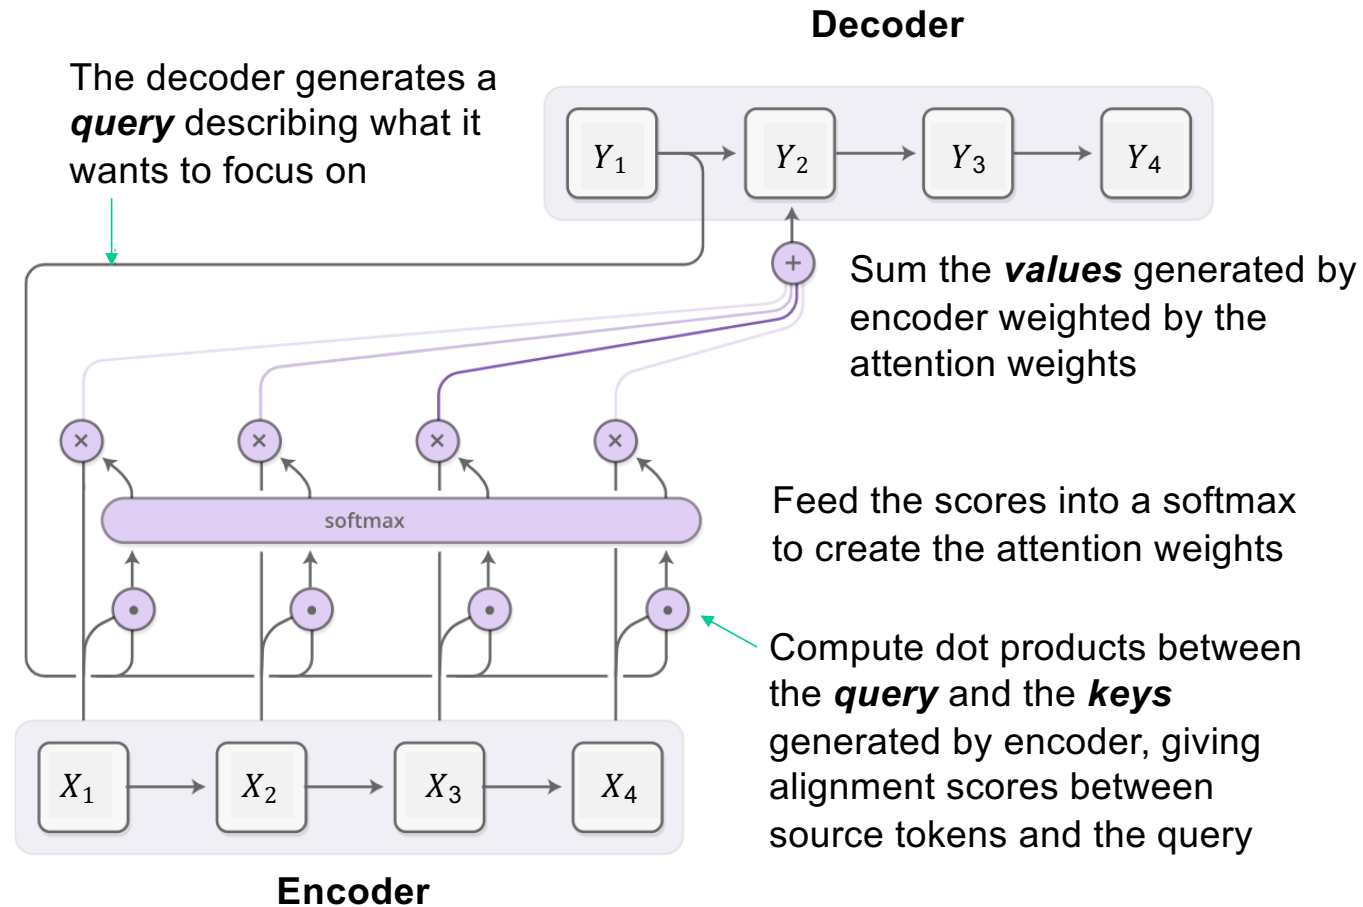 Decoder
The decoder generates a
query describing what it
wants to focus on
Y₁
Y₂
Y₃
Y₄
+
Sum the values generated by
encoder weighted by the
attention weights
×
×
×
×
Feed the scores into a softmax
to create the attention weights
softmax
Compute dot products between
the query and the keys
generated by encoder, giving
alignment scores between
source tokens and the query
X₁
X₂
X₃
X₄
Encoder